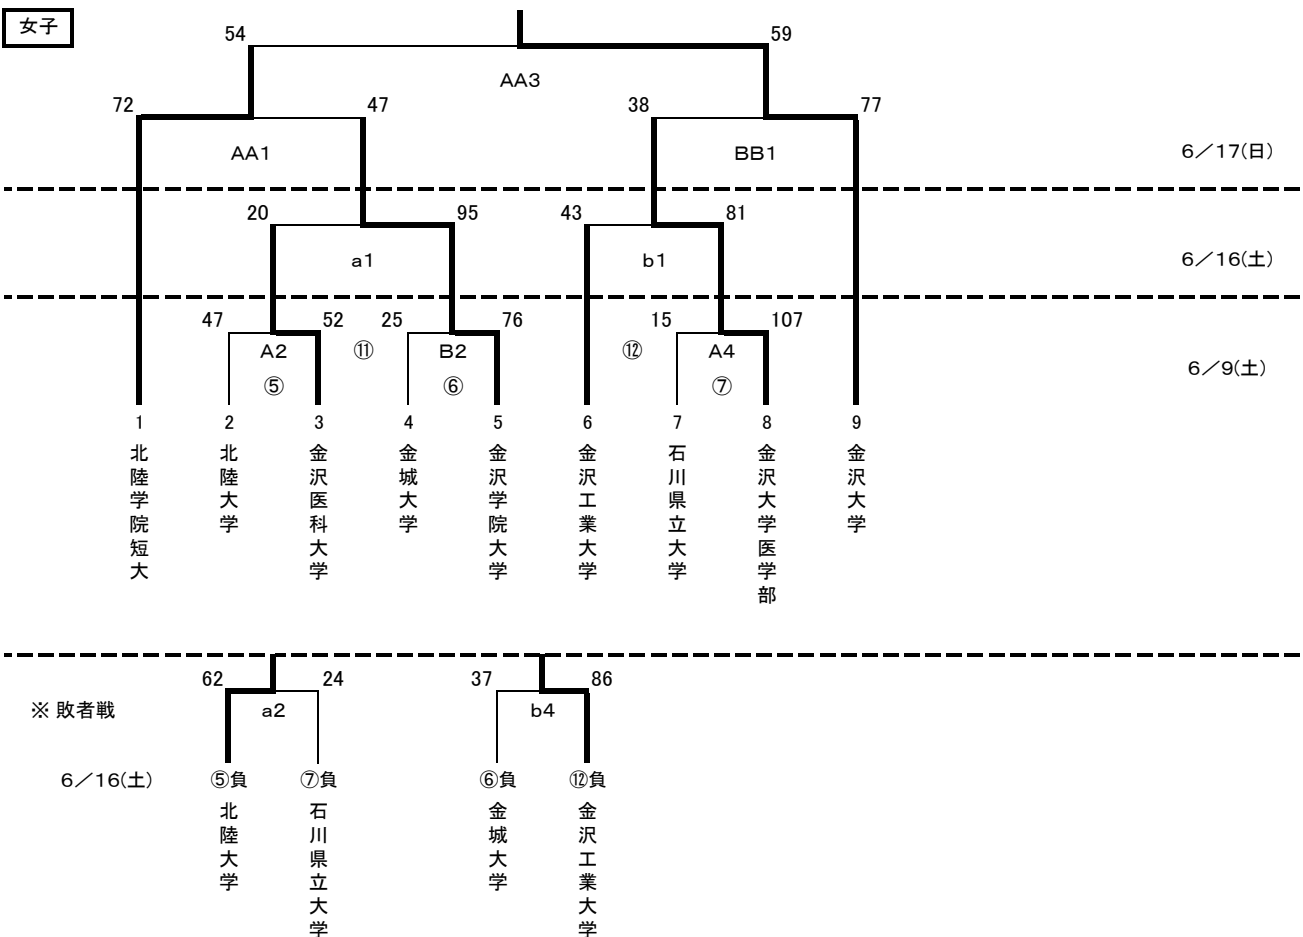 女子
54 59
AA3
72 47 38 77
AA1 BB1 6／17(日)
20 95 43 81
a1 b1 6／16(土)
47 52 25 76 15 107
A2 ⑪ B2 ⑫ A4
⑤ ⑥ ⑦ 6／9(土)
1 2 3 4 5 6 7 8 9
北陸学院短大
北陸大学
金沢医科大学
金城大学
金沢学院大学
金沢工業大学
石川県立大学
金沢大学医学部
金沢大学
62 24 37 86
※ 敗者戦 a2 b4
6／16(土) ⑤負 ⑦負 ⑥負 ⑫負
北陸大学
石川県立大学
金城大学
金沢工業大学